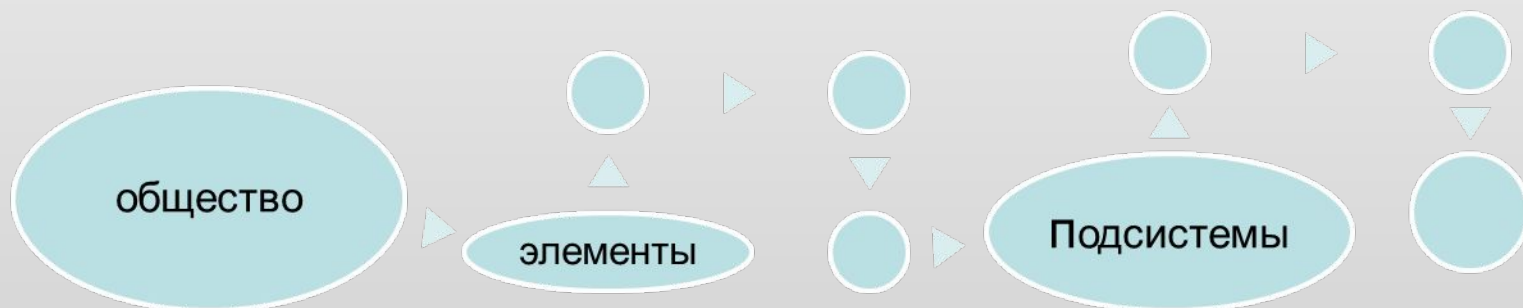 общество
элементы
Подсистемы